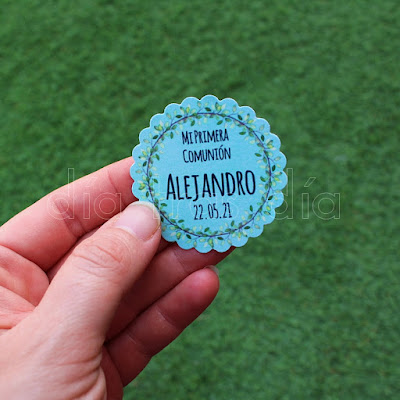 Mi Primera
Comunión
Alejandro
22.05.21